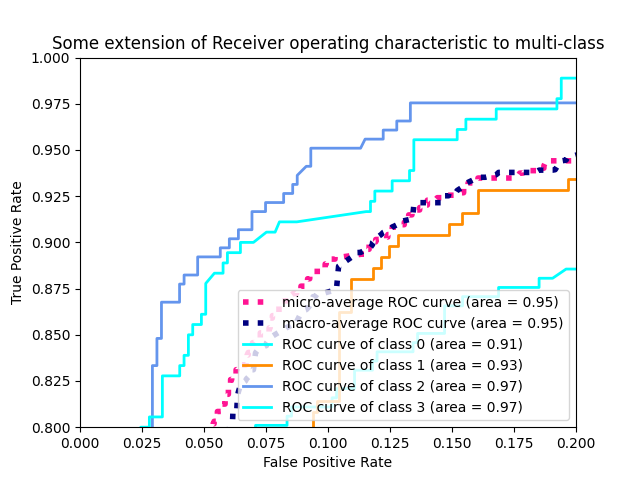 Some extension of Receiver operating characteristic to multi-class
True Positive Rate
1.000
0.975
0.950
0.925
0.900
0.875
0.850
0.825
0.800
micro-average ROC curve (area = 0.95)
macro-average ROC curve (area = 0.95)
ROC curve of class 0 (area = 0.91)
ROC curve of class 1 (area = 0.93)
ROC curve of class 2 (area = 0.97)
ROC curve of class 3 (area = 0.97)
0.000 0.025 0.050 0.075 0.100 0.125 0.150 0.175 0.200
False Positive Rate